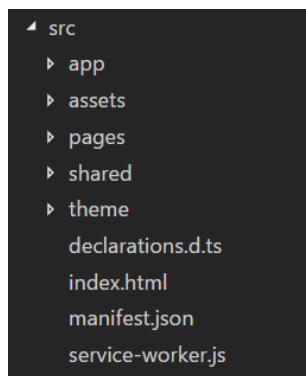 src
app
assets
pages
shared
theme
declarations.d.ts
index.html
manifest.json
service-worker.js